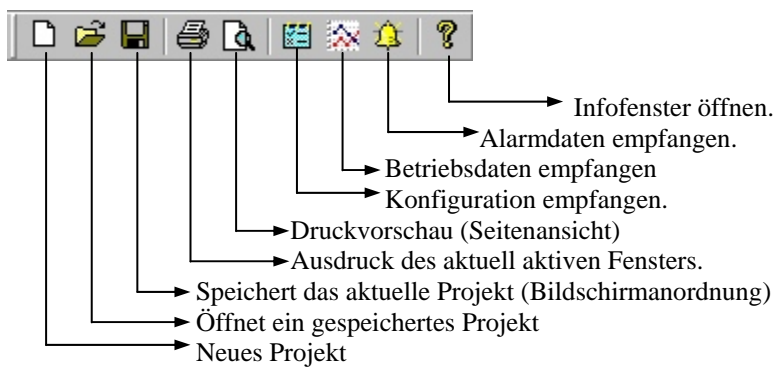 Infofenster öffnen.
Alarmdaten empfangen.
Betriebsdaten empfangen
Konfiguration empfangen.
Druckvorschau (Seitenansicht)
Ausdruck des aktuell aktiven Fensters.
Speichert das aktuelle Projekt (Bildschirmanordnung)
Öffnet ein gespeichertes Projekt
Neues Projekt